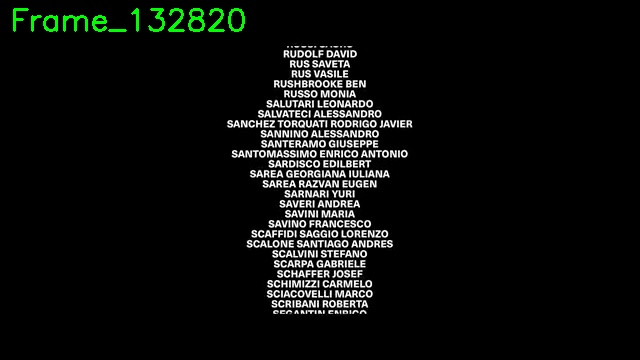 Frame_132820
RUDOLF DAVID
RUS SAVETA
RUS VASILE
RUSHBROOKE BEN
RUSSO MONIA
SALUTARI LEONARDO
SALVATECI ALESSANDRO
SANCHEZ TORQUATI RODRIGO JAVIER
SANNINO ALESSANDRO
SANTERAMO GIUSEPPE
SANTOMASSIMO ENRICO ANTONIO
SARDISCO EDILBERT
SAREA GEORGIANA IULIANA
SAREA RAZVAN EUGEN
SARNARI YURI
SAVERI ANDREA
SAVINI MARIA
SAVINO FRANCESCO
SCAFFIDI SAGGIO LORENZO
SCALONE SANTIAGO ANDRES
SCALVINI STEFANO
SCARPA GABRIELE
SCHAFFER JOSEF
SCHIMIZZI CARMELO
SCIACOVELLI MARCO
SCRIBANI ROBERTA
SEGANTIN ENRICO